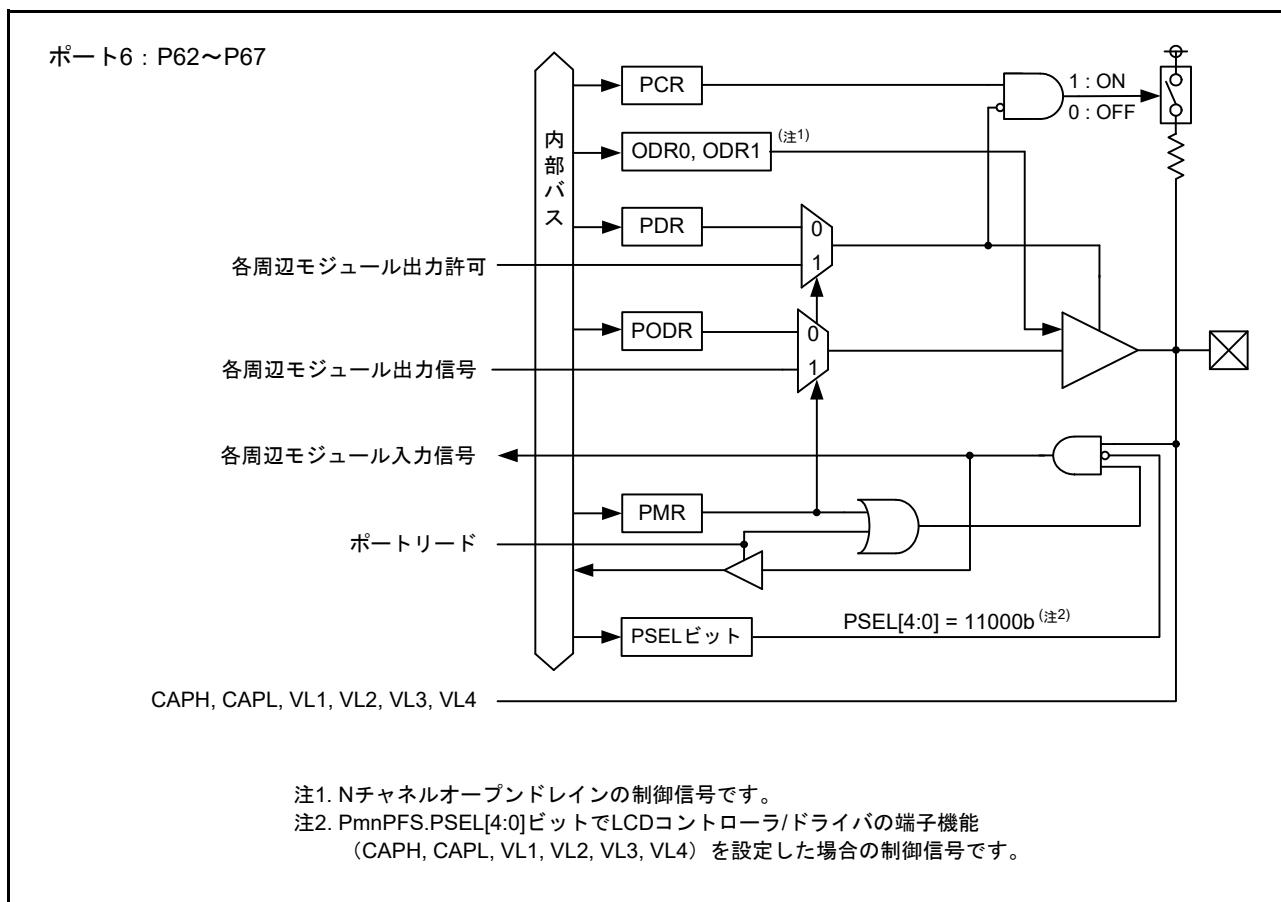 ポート6：P62～P67
PCR
1 : ON
0 : OFF
内部バス
ODR0, ODR1 (注1)
PDR
0
1
各周辺モジュール出力許可
PODR
0
1
各周辺モジュール出力信号
各周辺モジュール入力信号
PMR
ポートリード
PSELビット
PSEL[4:0] = 11000b (注2)
CAPH, CAPL, VL1, VL2, VL3, VL4
注1. Nチャネルオープンドレインの制御信号です。
注2. PmnPFS.PSEL[4:0]ビットでLCDコントローラ/ドライバの端子機能
（CAPH, CAPL, VL1, VL2, VL3, VL4）を設定した場合の制御信号です。